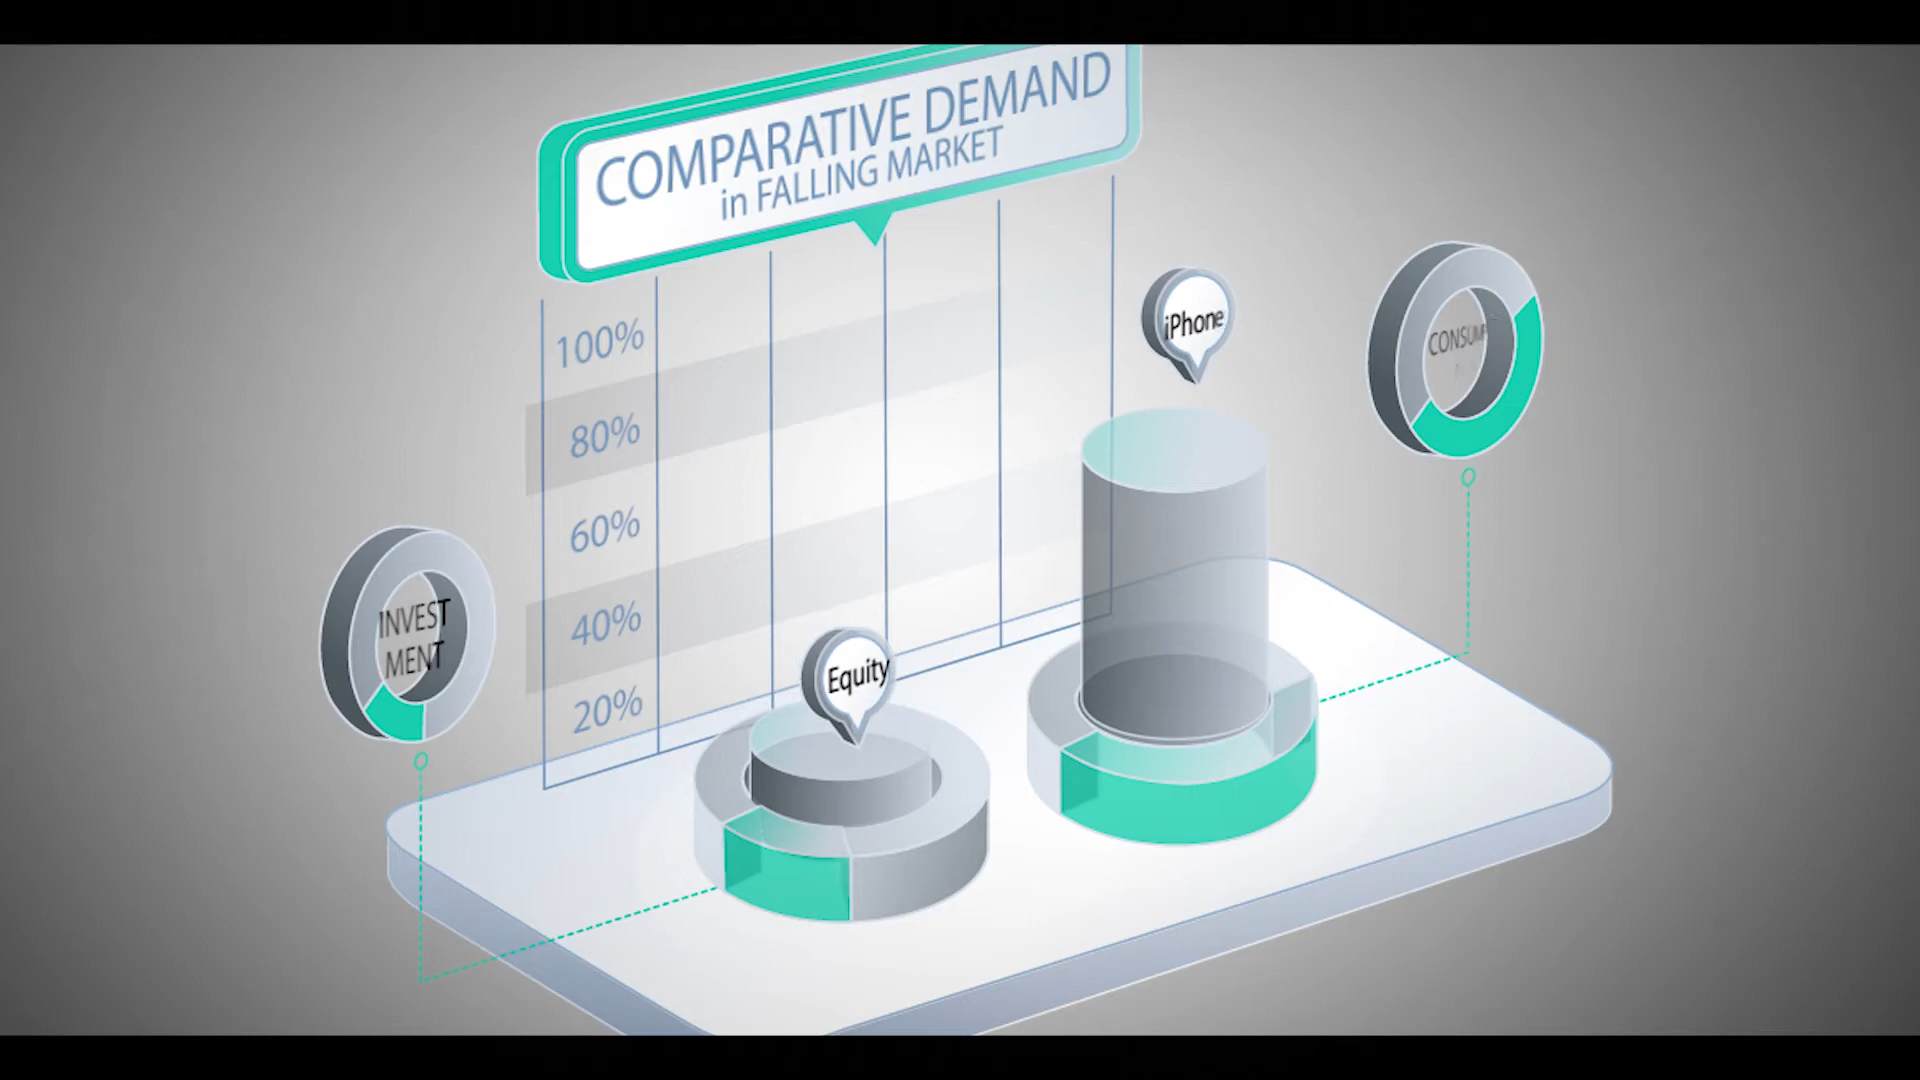 COMPARATIVE DEMAND
in FALLING MARKET
100%
80%
60%
40%
20%
iPhone
Equity
INVEST
MENT